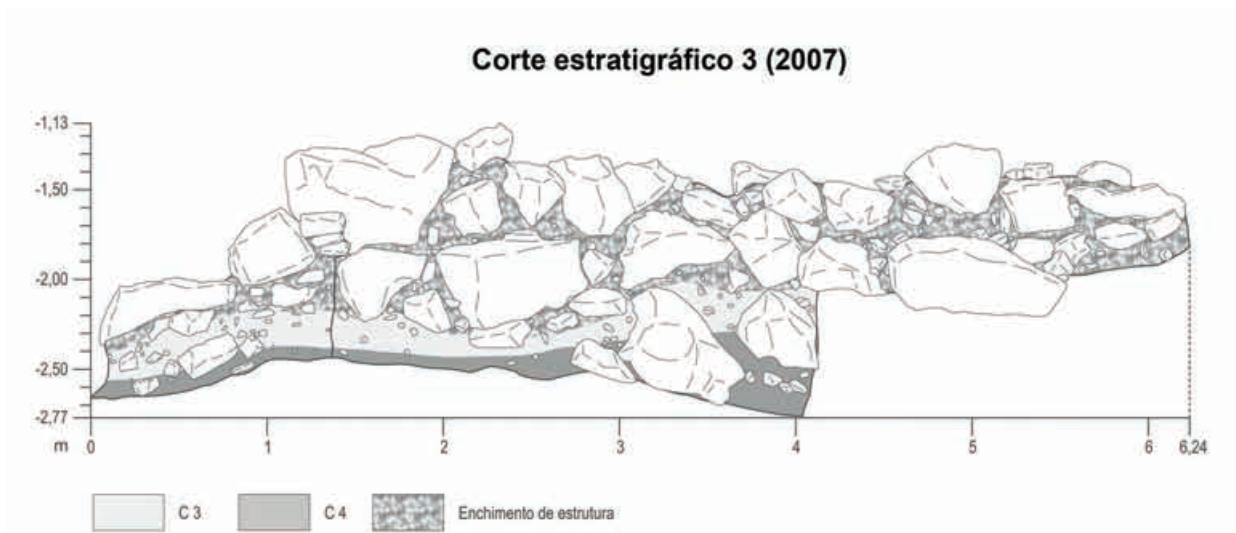 Corte estratigráfico 3 (2007)
-1,13
-1,50
-2,00
-2,50
-2,77
m 0 1 2 3 4 5 6 6,24
C 3 C 4 Enchimento de estrutura